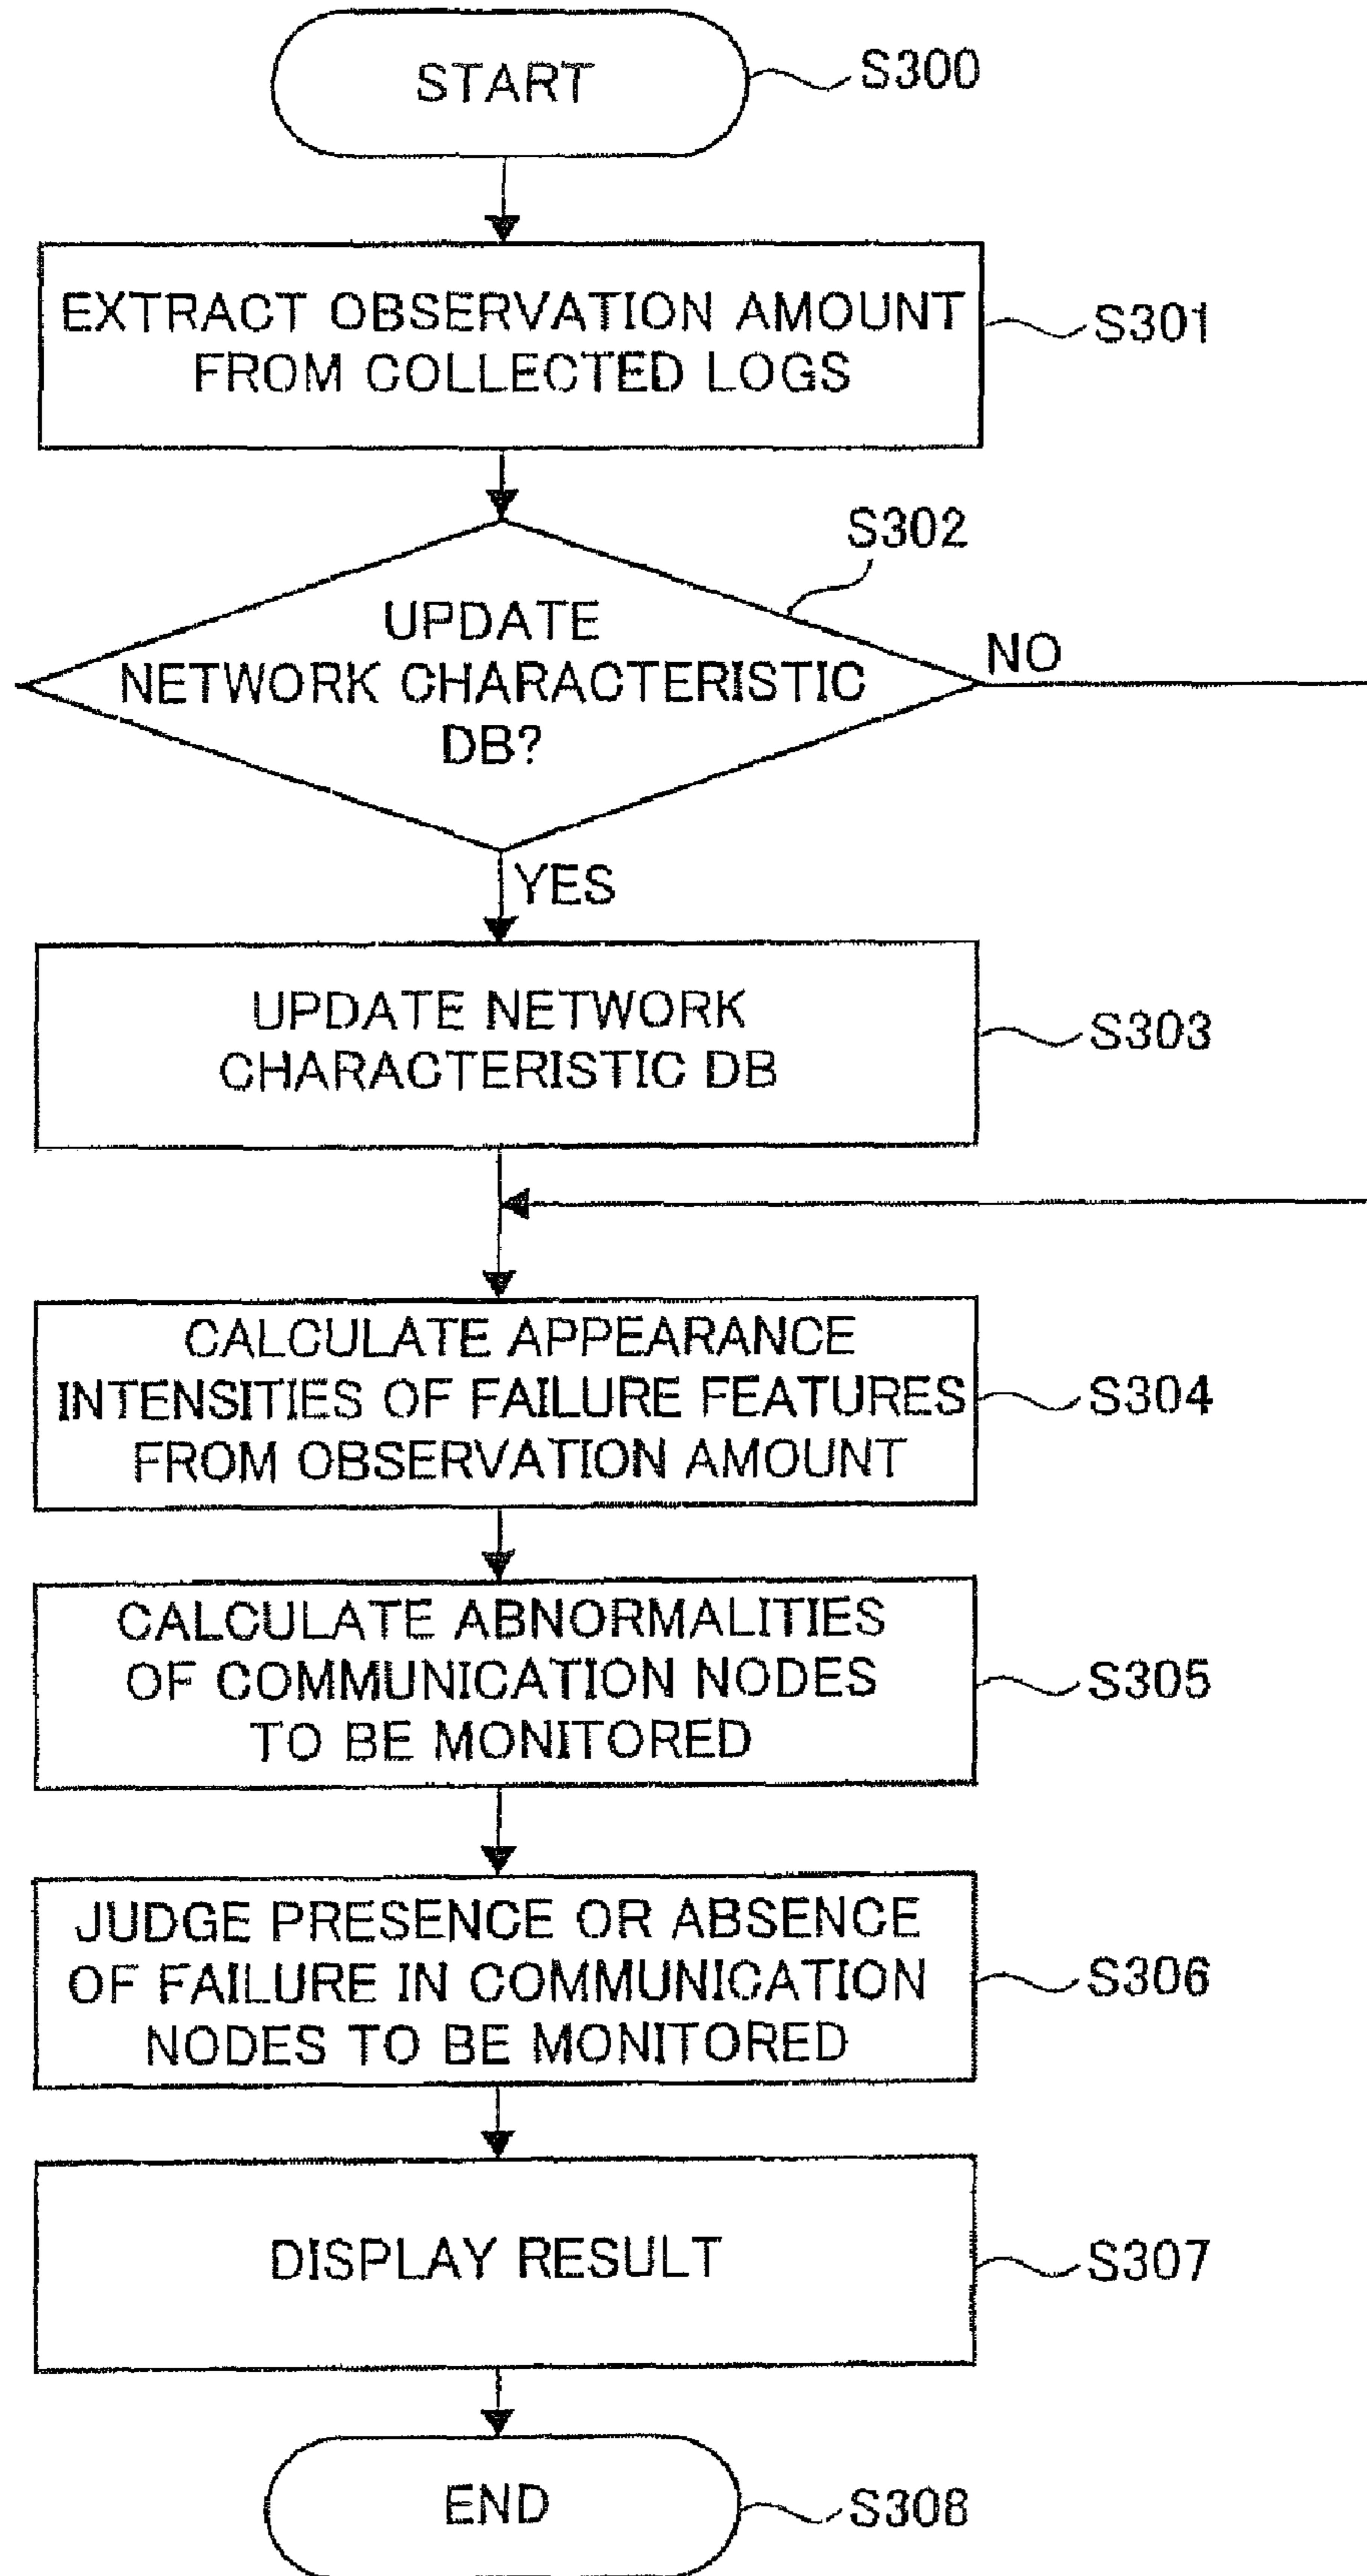 START
S300
EXTRACT OBSERVATION AMOUNT
FROM COLLECTED LOGS
S301
S302
UPDATE
NETWORK CHARACTERISTIC
DB?
NO
YES
UPDATE NETWORK
CHARACTERISTIC DB
S303
CALCULATE APPEARANCE
INTENSITIES OF FAILURE FEATURES
FROM OBSERVATION AMOUNT
S304
CALCULATE ABNORMALITIES
OF COMMUNICATION NODES
TO BE MONITORED
S305
JUDGE PRESENCE OR ABSENCE
OF FAILURE IN COMMUNICATION
NODES TO BE MONITORED
S306
DISPLAY RESULT
S307
END
S308